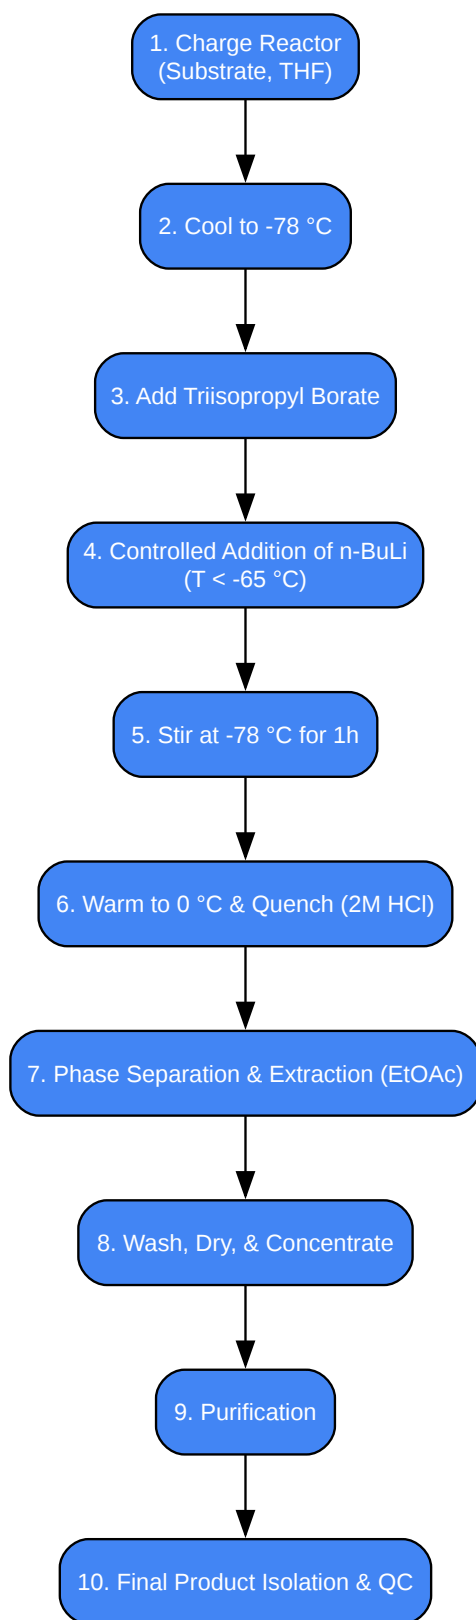 1. Charge Reactor
(Substrate, THF)
2. Cool to -78 °C
3. Add Triisopropyl Borate
4. Controlled Addition of n-BuLi
(T < -65 °C)
5. Stir at -78 °C for 1h
6. Warm to 0 °C & Quench (2M HCl)
7. Phase Separation & Extraction (EtOAc)
8. Wash, Dry, & Concentrate
9. Purification
10. Final Product Isolation & QC